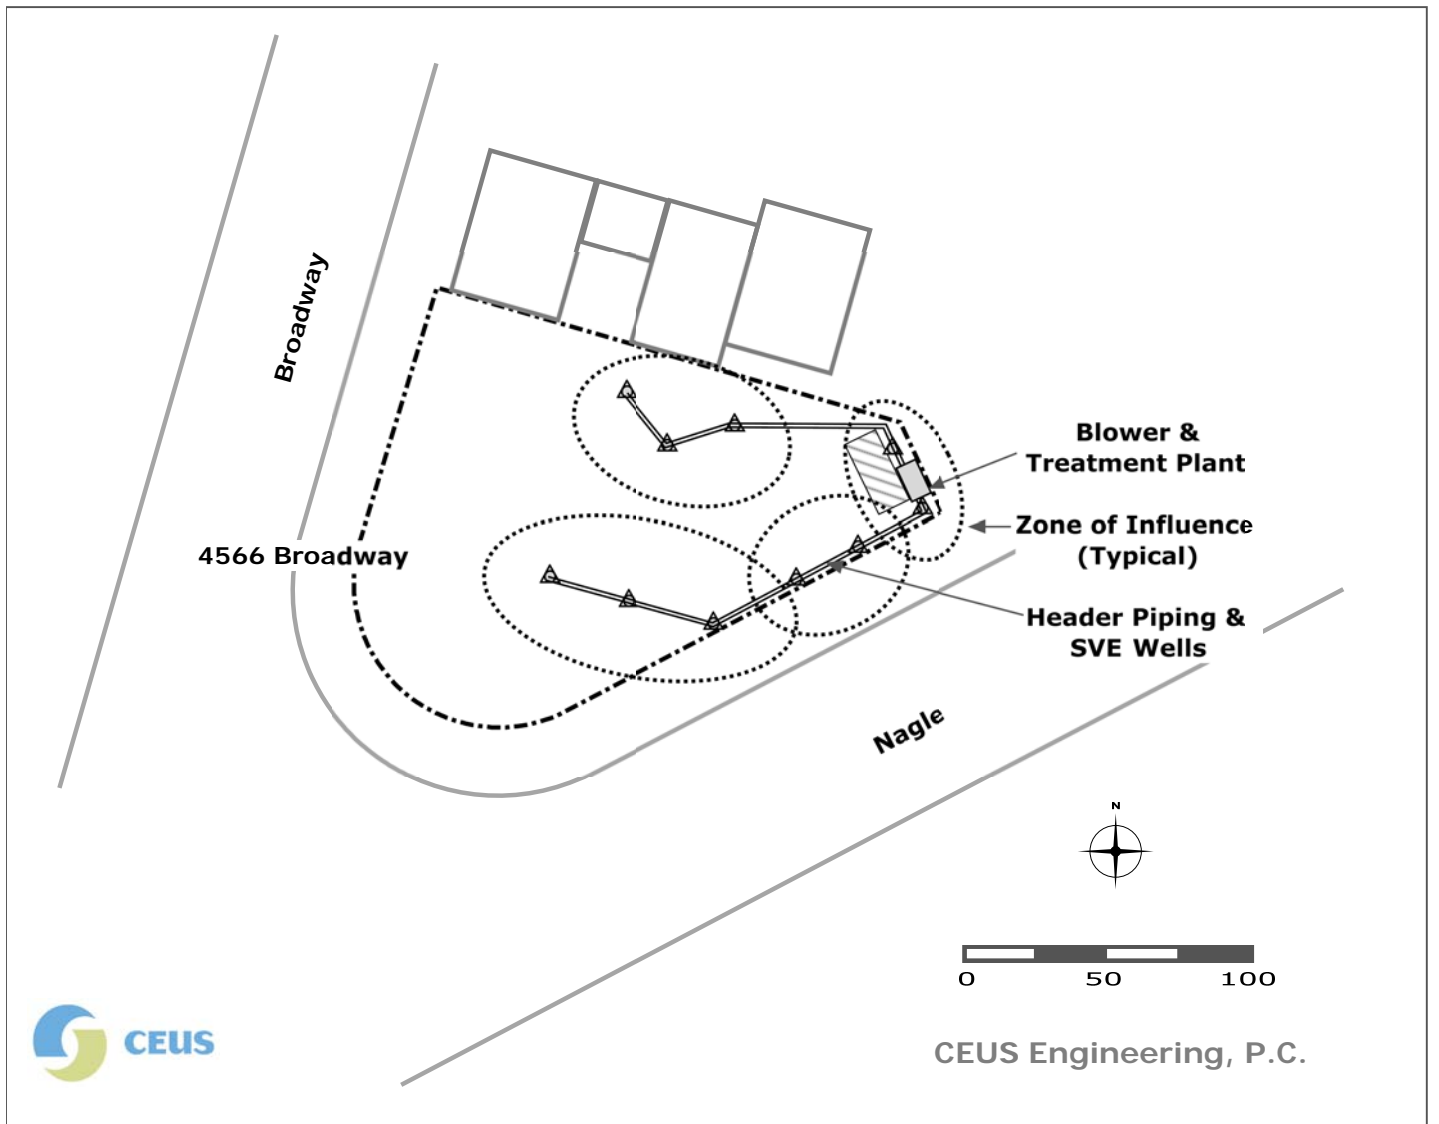 Broadway
Blower &
Treatment Plant
Zone of Influence
(Typical)
4566 Broadway
Header Piping &
SVE Wells
Nagle
N
0 50 100
CEUS
CEUS Engineering, P.C.